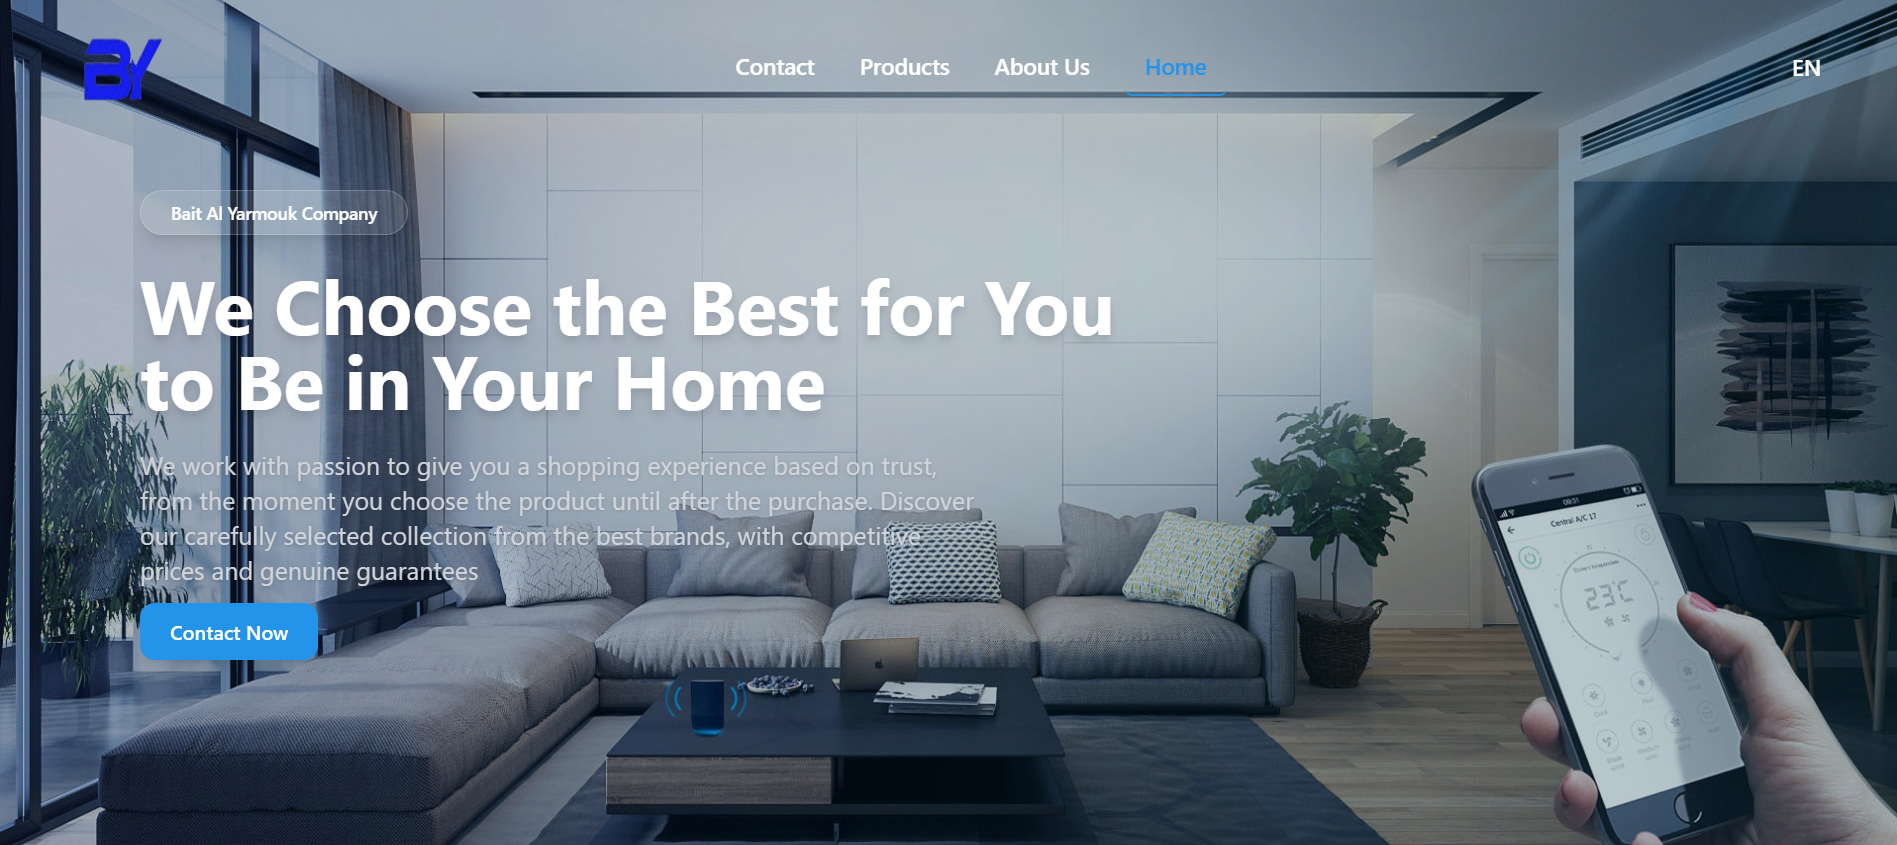 BY
Contact
Products
About Us
Home
EN
Bait Al Yarmouk Company
We Choose the Best for You
to Be in Your Home
We work with passion to give you a shopping experience based on trust,
from the moment you choose the product until after the purchase. Discover
our carefully selected collection from the best brands, with competitive
prices and genuine guarantees
Contact Now
09:31
Central A/C 17
23℃
Cool